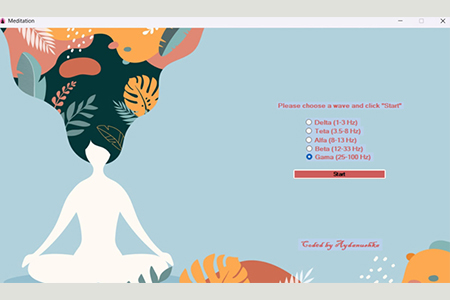 Meditation
Please choose a wave and click "Start"
Delta (1-3 Hz)
Teta (3.5-8 Hz)
Alfa (8-13 Hz)
Beta (12-33 Hz)
Gama (25-100 Hz)
Start
Coded by Aydanushka